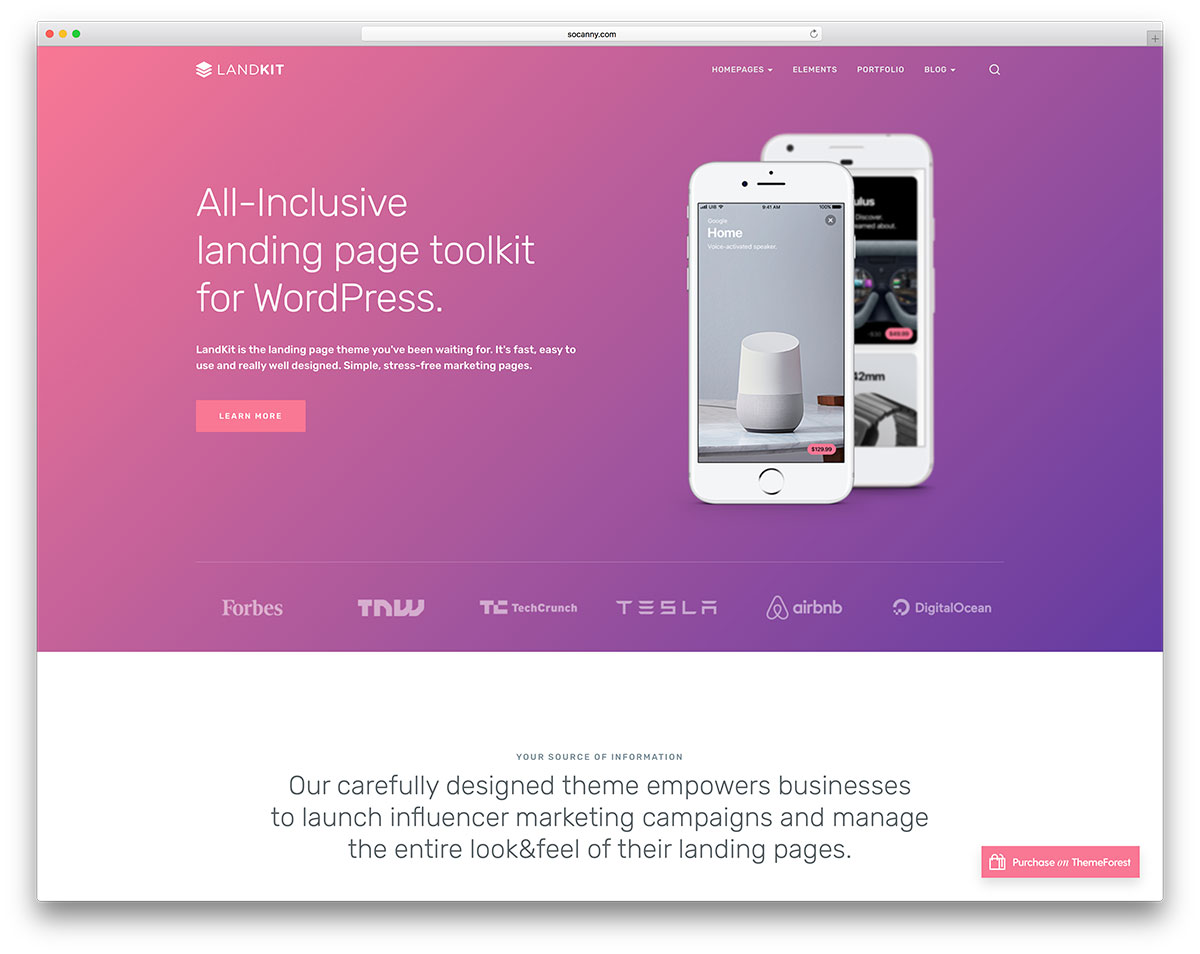 socanny.com
LANDKIT
HOMEPAGES
ELEMENTS
PORTFOLIO
BLOG
All-Inclusive
landing page toolkit
for WordPress.
LandKit is the landing page theme you've been waiting for. It's fast, easy to
use and really well designed. Simple, stress-free marketing pages.
LEARN MORE
UIB
9:41 AM
100%
Google
Home
Voice-activated speaker.
$129.99
ulus
Discover.
earned about.
$49.99
42mm
Forbes
TNW
TC TechCrunch
TESLA
airbnb
DigitalOcean
YOUR SOURCE OF INFORMATION
Our carefully designed theme empowers businesses
to launch influencer marketing campaigns and manage
the entire look&feel of their landing pages.
Purchase on ThemeForest